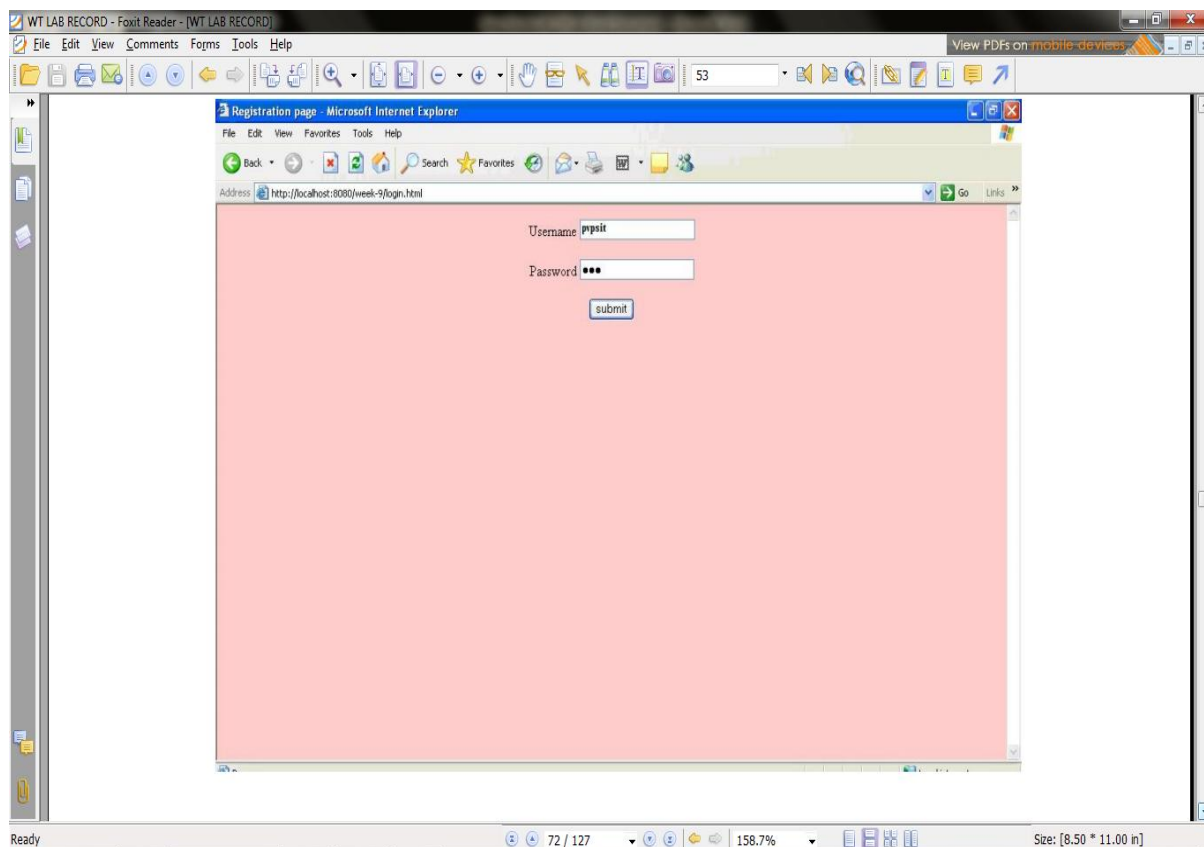 WT LAB RECORD - Foxit Reader - [WT LAB RECORD]
File Edit View Comments Forms Tools Help
View PDFs on mobile devices
53
Registration page - Microsoft Internet Explorer
File Edit View Favorites Tools Help
Back Search Favorites
Address http://localhost:8080/week-9/login.html Go Links »
Username pvpsit
Password •••
submit
Ready 72 / 127 158.7% Size: [8.50 * 11.00 in]